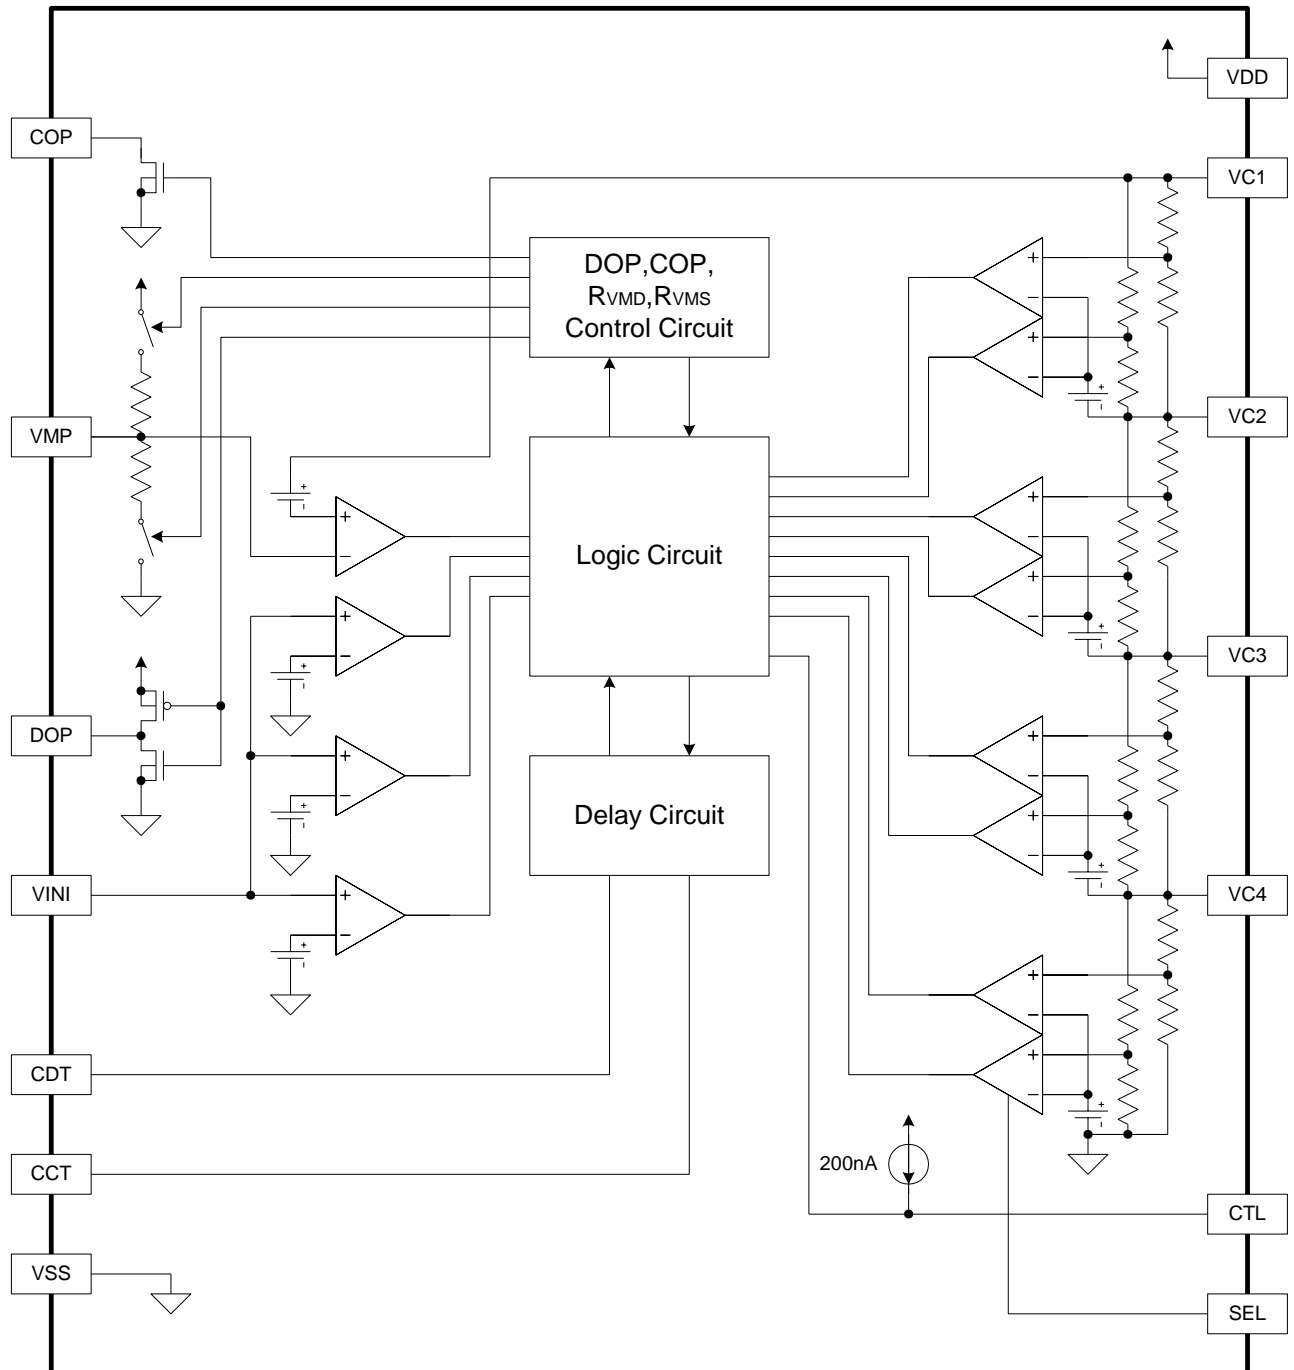 VDD
COP
VC1
DOP,COP,
RVMD,RVMS
Control Circuit
+
−
+
−
+
-
VC2
VMP
+
-
+
−
+
−
Logic Circuit
+
−
+
−
+
-
VC3
+
−
+
-
DOP
+
−
+
-
Delay Circuit
+
−
+
−
+
-
VC4
VINI
+
−
+
-
+
−
+
−
+
-
CDT
CCT
200nA
CTL
VSS
SEL